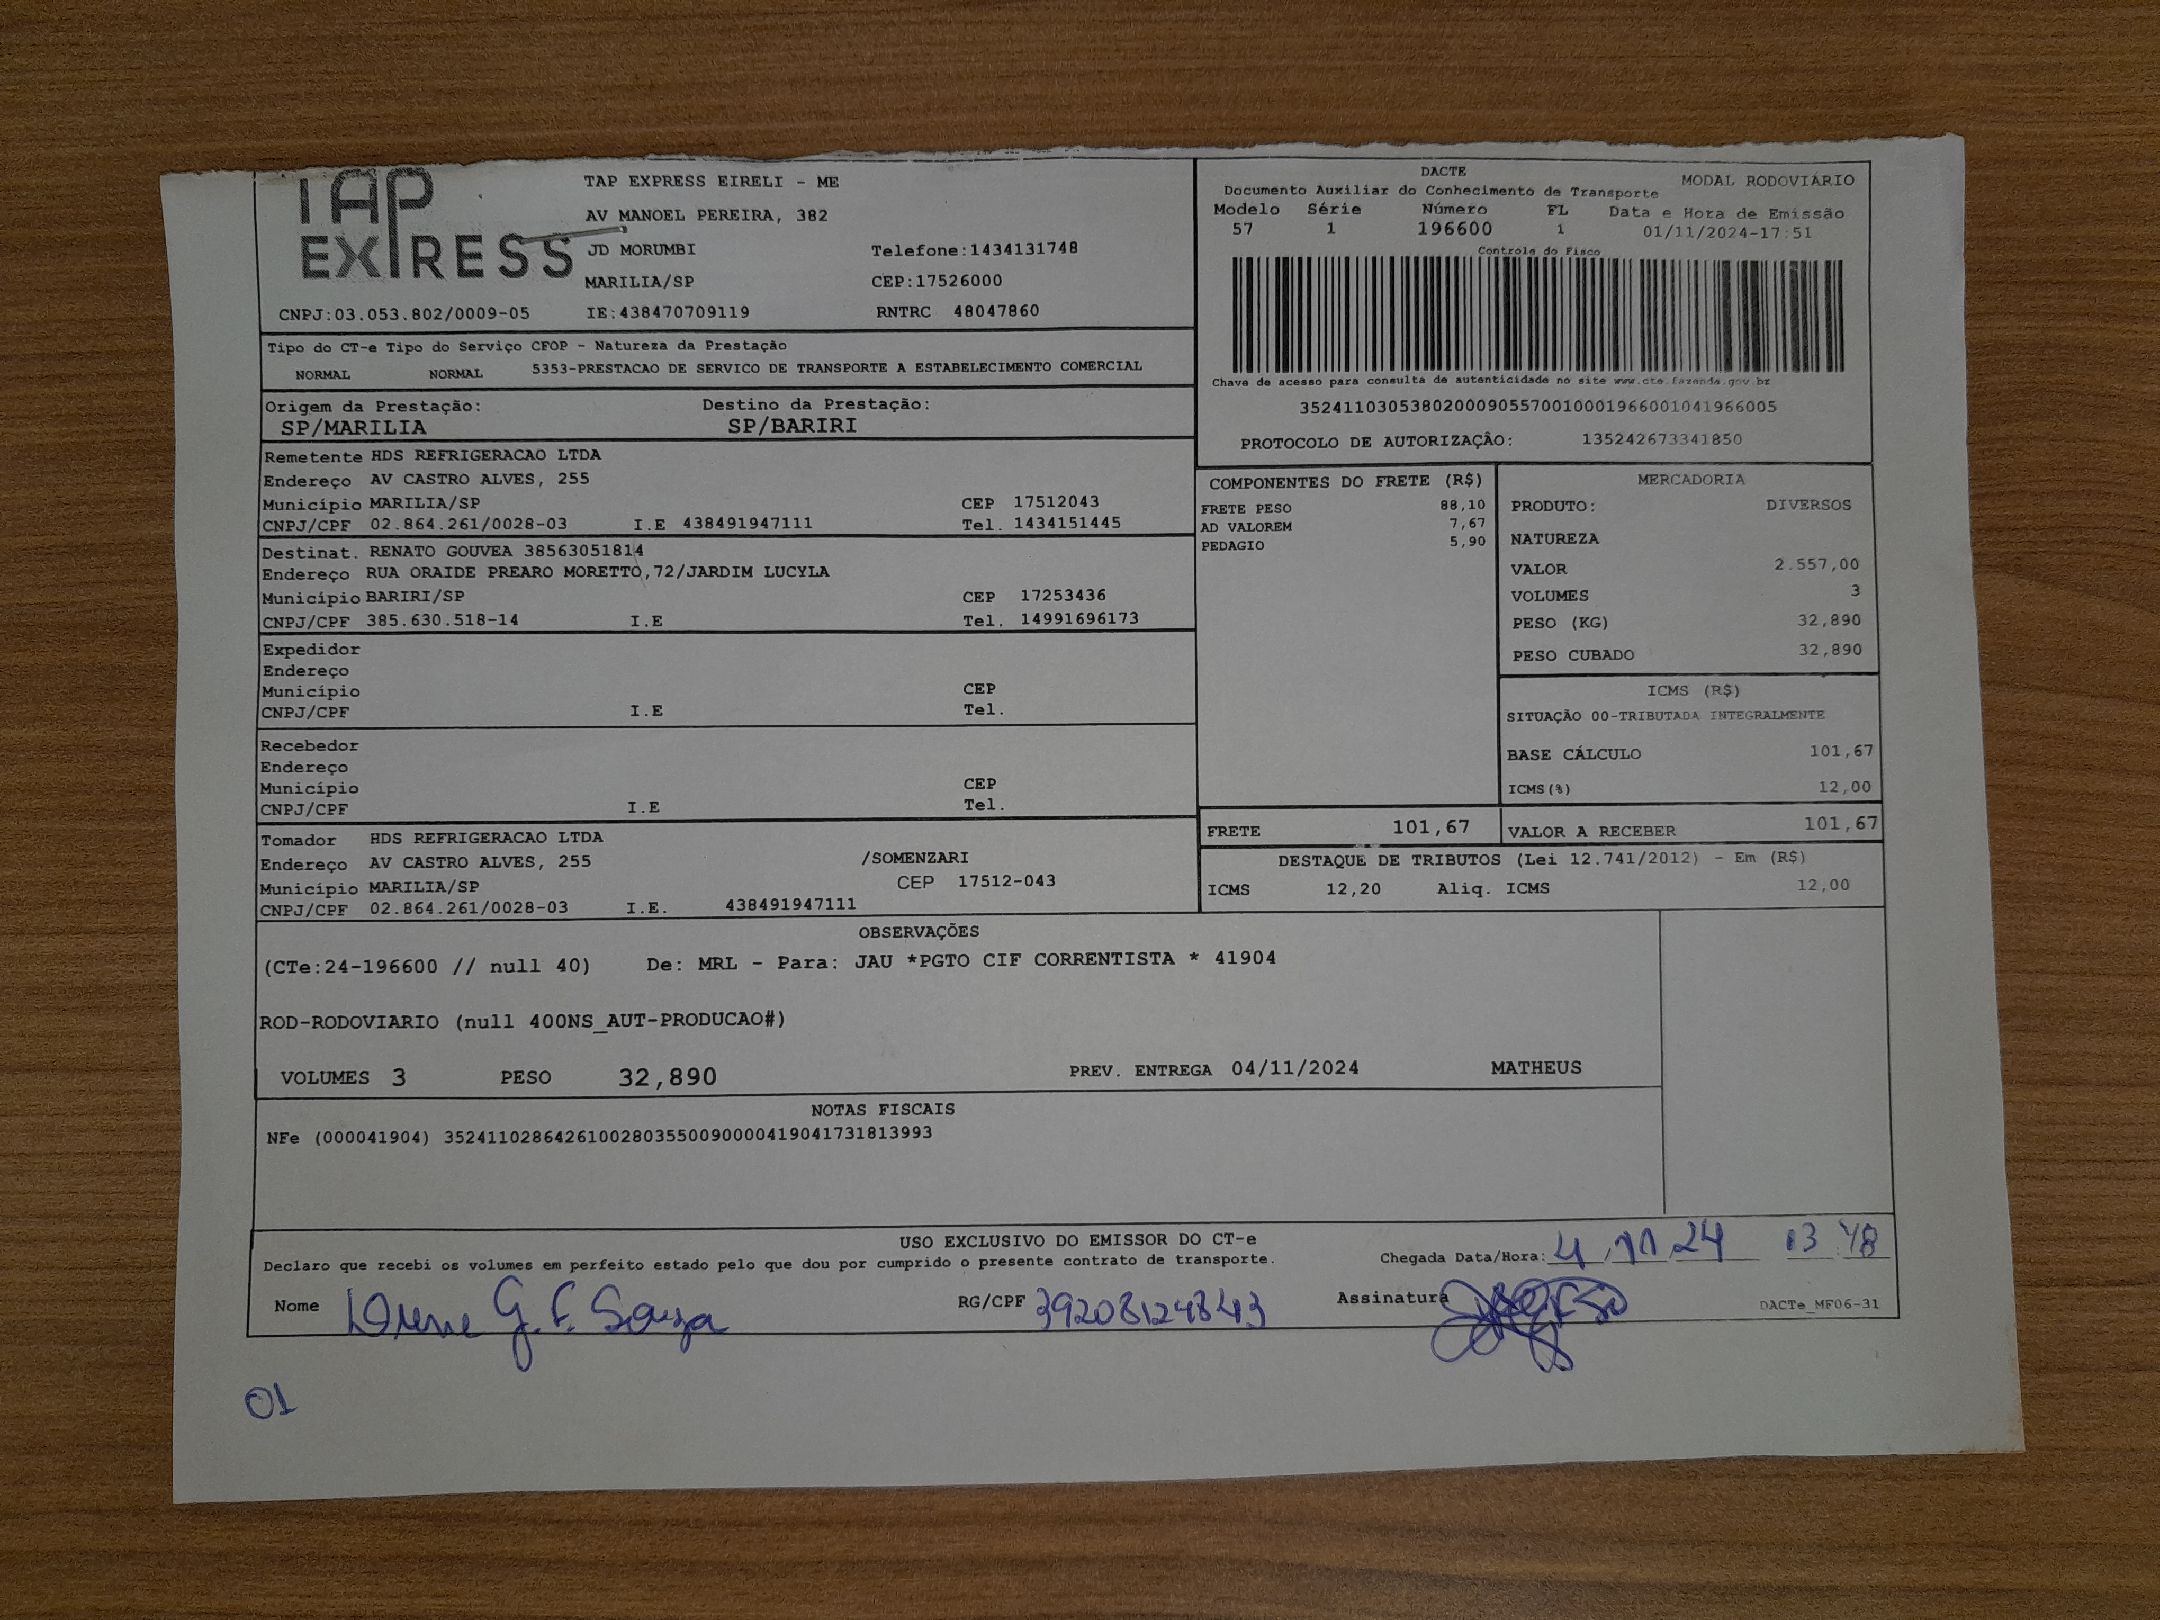 TAP EXPRESS
TAP EXPRESS EIRELI - ME
AV MANOEL PEREIRA, 382
JD MORUMBI Telefone:1434131748
MARILIA/SP CEP:17526000
CNPJ:03.053.802/0009-05 IE:438470709119 RNTRC 48047860
DACTE MODAL RODOVIÁRIO
Documento Auxiliar do Conhecimento de Transporte
Modelo Série Número FL Data e Hora de Emissão
57 1 196600 1 01/11/2024-17:51
Controle do Fisco
Chave de acesso para consulta de autenticidade no site www.cte.fazenda.gov.br
35241103053802000905570010001966001041966005
PROTOCOLO DE AUTORIZAÇÂO: 135242673341850
Tipo do CT-e Tipo do Serviço CFOP - Natureza da Prestação
NORMAL NORMAL 5353-PRESTACAO DE SERVICO DE TRANSPORTE A ESTABELECIMENTO COMERCIAL
Origem da Prestação: Destino da Prestação:
SP/MARILIA SP/BARIRI
Remetente HDS REFRIGERACAO LTDA
Endereço AV CASTRO ALVES, 255
Município MARILIA/SP CEP 17512043
CNPJ/CPF 02.864.261/0028-03 I.E 438491947111 Tel. 1434151445
Destinat. RENATO GOUVEA 38563051814
Endereço RUA ORAIDE PREARO MORETTO,72/JARDIM LUCYLA
Município BARIRI/SP CEP 17253436
CNPJ/CPF 385.630.518-14 I.E Tel. 14991696173
Expedidor
Endereço
Município CEP
CNPJ/CPF I.E Tel.
Recebedor
Endereço
Município CEP
CNPJ/CPF I.E Tel.
Tomador HDS REFRIGERACAO LTDA
Endereço AV CASTRO ALVES, 255 /SOMENZARI
Município MARILIA/SP CEP 17512-043
CNPJ/CPF 02.864.261/0028-03 I.E. 438491947111
COMPONENTES DO FRETE (R$)
FRETE PESO 88,10
AD VALOREM 7,67
PEDAGIO 5,90
MERCADORIA
PRODUTO: DIVERSOS
NATUREZA
VALOR 2.557,00
VOLUMES 3
PESO (KG) 32,890
PESO CUBADO 32,890
ICMS (R$)
SITUAÇÃO 00-TRIBUTADA INTEGRALMENTE
BASE CÁLCULO 101,67
ICMS(%) 12,00
FRETE 101,67 VALOR A RECEBER 101,67
DESTAQUE DE TRIBUTOS (Lei 12.741/2012) - Em (R$)
ICMS 12,20 Aliq. ICMS 12,00
OBSERVAÇÕES
(CTe:24-196600 // null 40) De: MRL - Para: JAU *PGTO CIF CORRENTISTA * 41904
ROD-RODOVIARIO (null 400NS_AUT-PRODUCAO#)
VOLUMES 3 PESO 32,890 PREV. ENTREGA 04/11/2024 MATHEUS
NOTAS FISCAIS
NFe (000041904) 35241102864261002803550090000419041731813993
USO EXCLUSIVO DO EMISSOR DO CT-e
Declaro que recebi os volumes em perfeito estado pelo que dou por cumprido o presente contrato de transporte. Chegada Data/Hora: 4 11 24 13 48
Nome G. F. Souza RG/CPF 39208124843 Assinatura DACTe_MF06-31
01